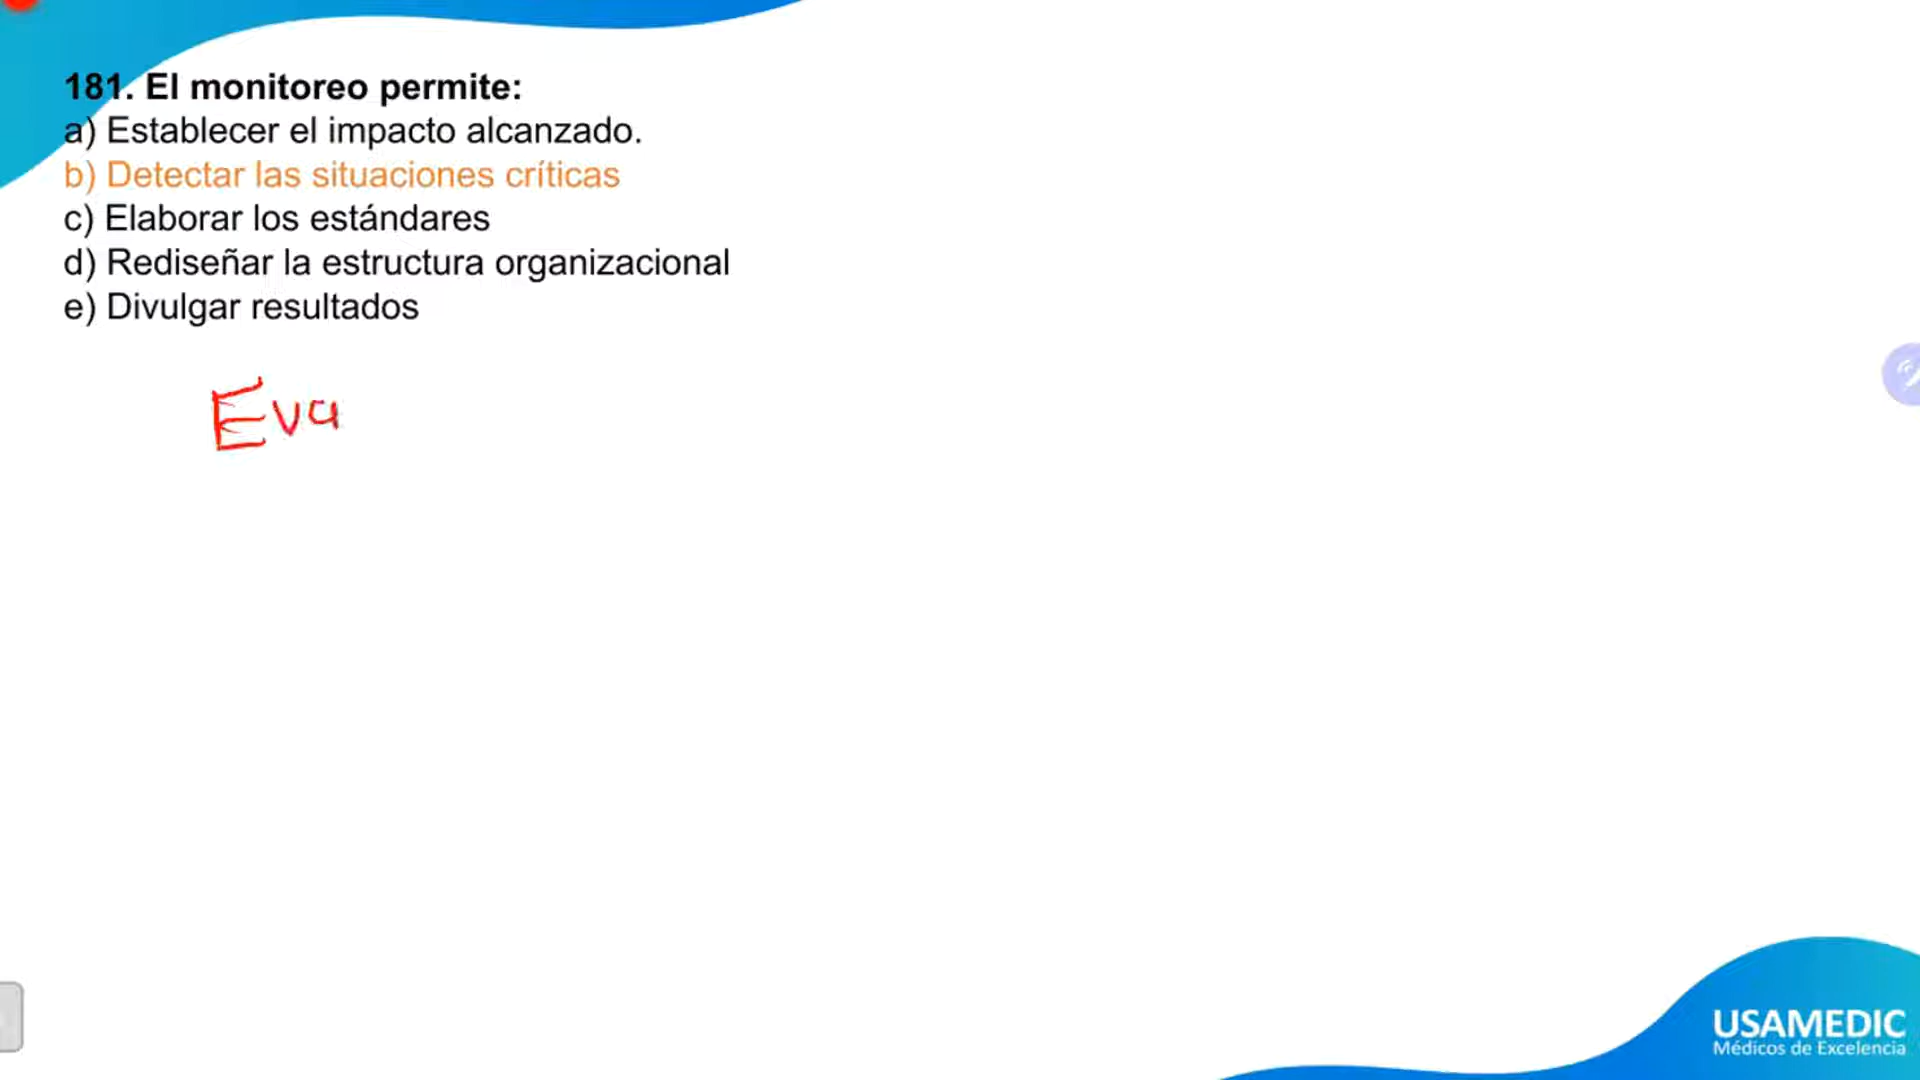 181. El monitoreo permite:
a) Establecer el impacto alcanzado.
b) Detectar las situaciones críticas
c) Elaborar los estándares
d) Rediseñar la estructura organizacional
e) Divulgar resultados
Eva
USAMEDIC
Médicos de Excelencia